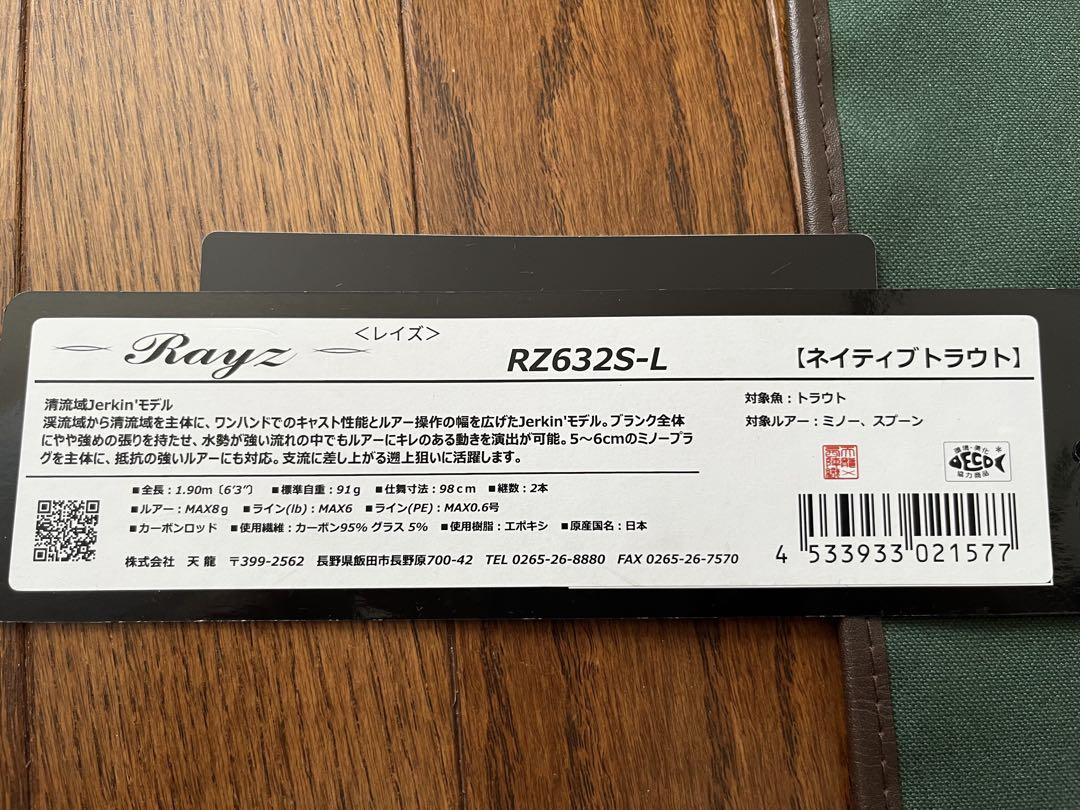 Rayz
<レイズ>
RZ632S-L
【ネイティブトラウト】
清流域Jerkin'モデル
渓流域から清流域を主体に、ワンハンドでのキャスト性能とルアー操作の幅を広げたJerkin'モデル。ブランク全体
にやや強めの張りを持たせ、水勢が強い流れの中でもルアーにキレのある動きを演出が可能。5～6cmのミノープラ
グを主体に、抵抗の強いルアーにも対応。支流に差し上がる遡上狙いに活躍します。
対象魚：トラウト
対象ルアー：ミノー、スプーン
■全長：1.90m〔6'3"〕 ■標準自重：91g ■仕舞寸法：98cm ■継数：2本
■ルアー：MAX8g ■ライン(lb)：MAX6 ■ライン(PE)：MAX0.6号
■カーボンロッド ■使用繊維：カーボン95% グラス 5% ■使用樹脂：エポキシ ■原産国名：日本
株式会社 天 龍 〒399-2562 長野県飯田市長野原700-42 TEL 0265-26-8880 FAX 0265-26-7570
環境・美化
DECO
協力商品
4 533933 021577